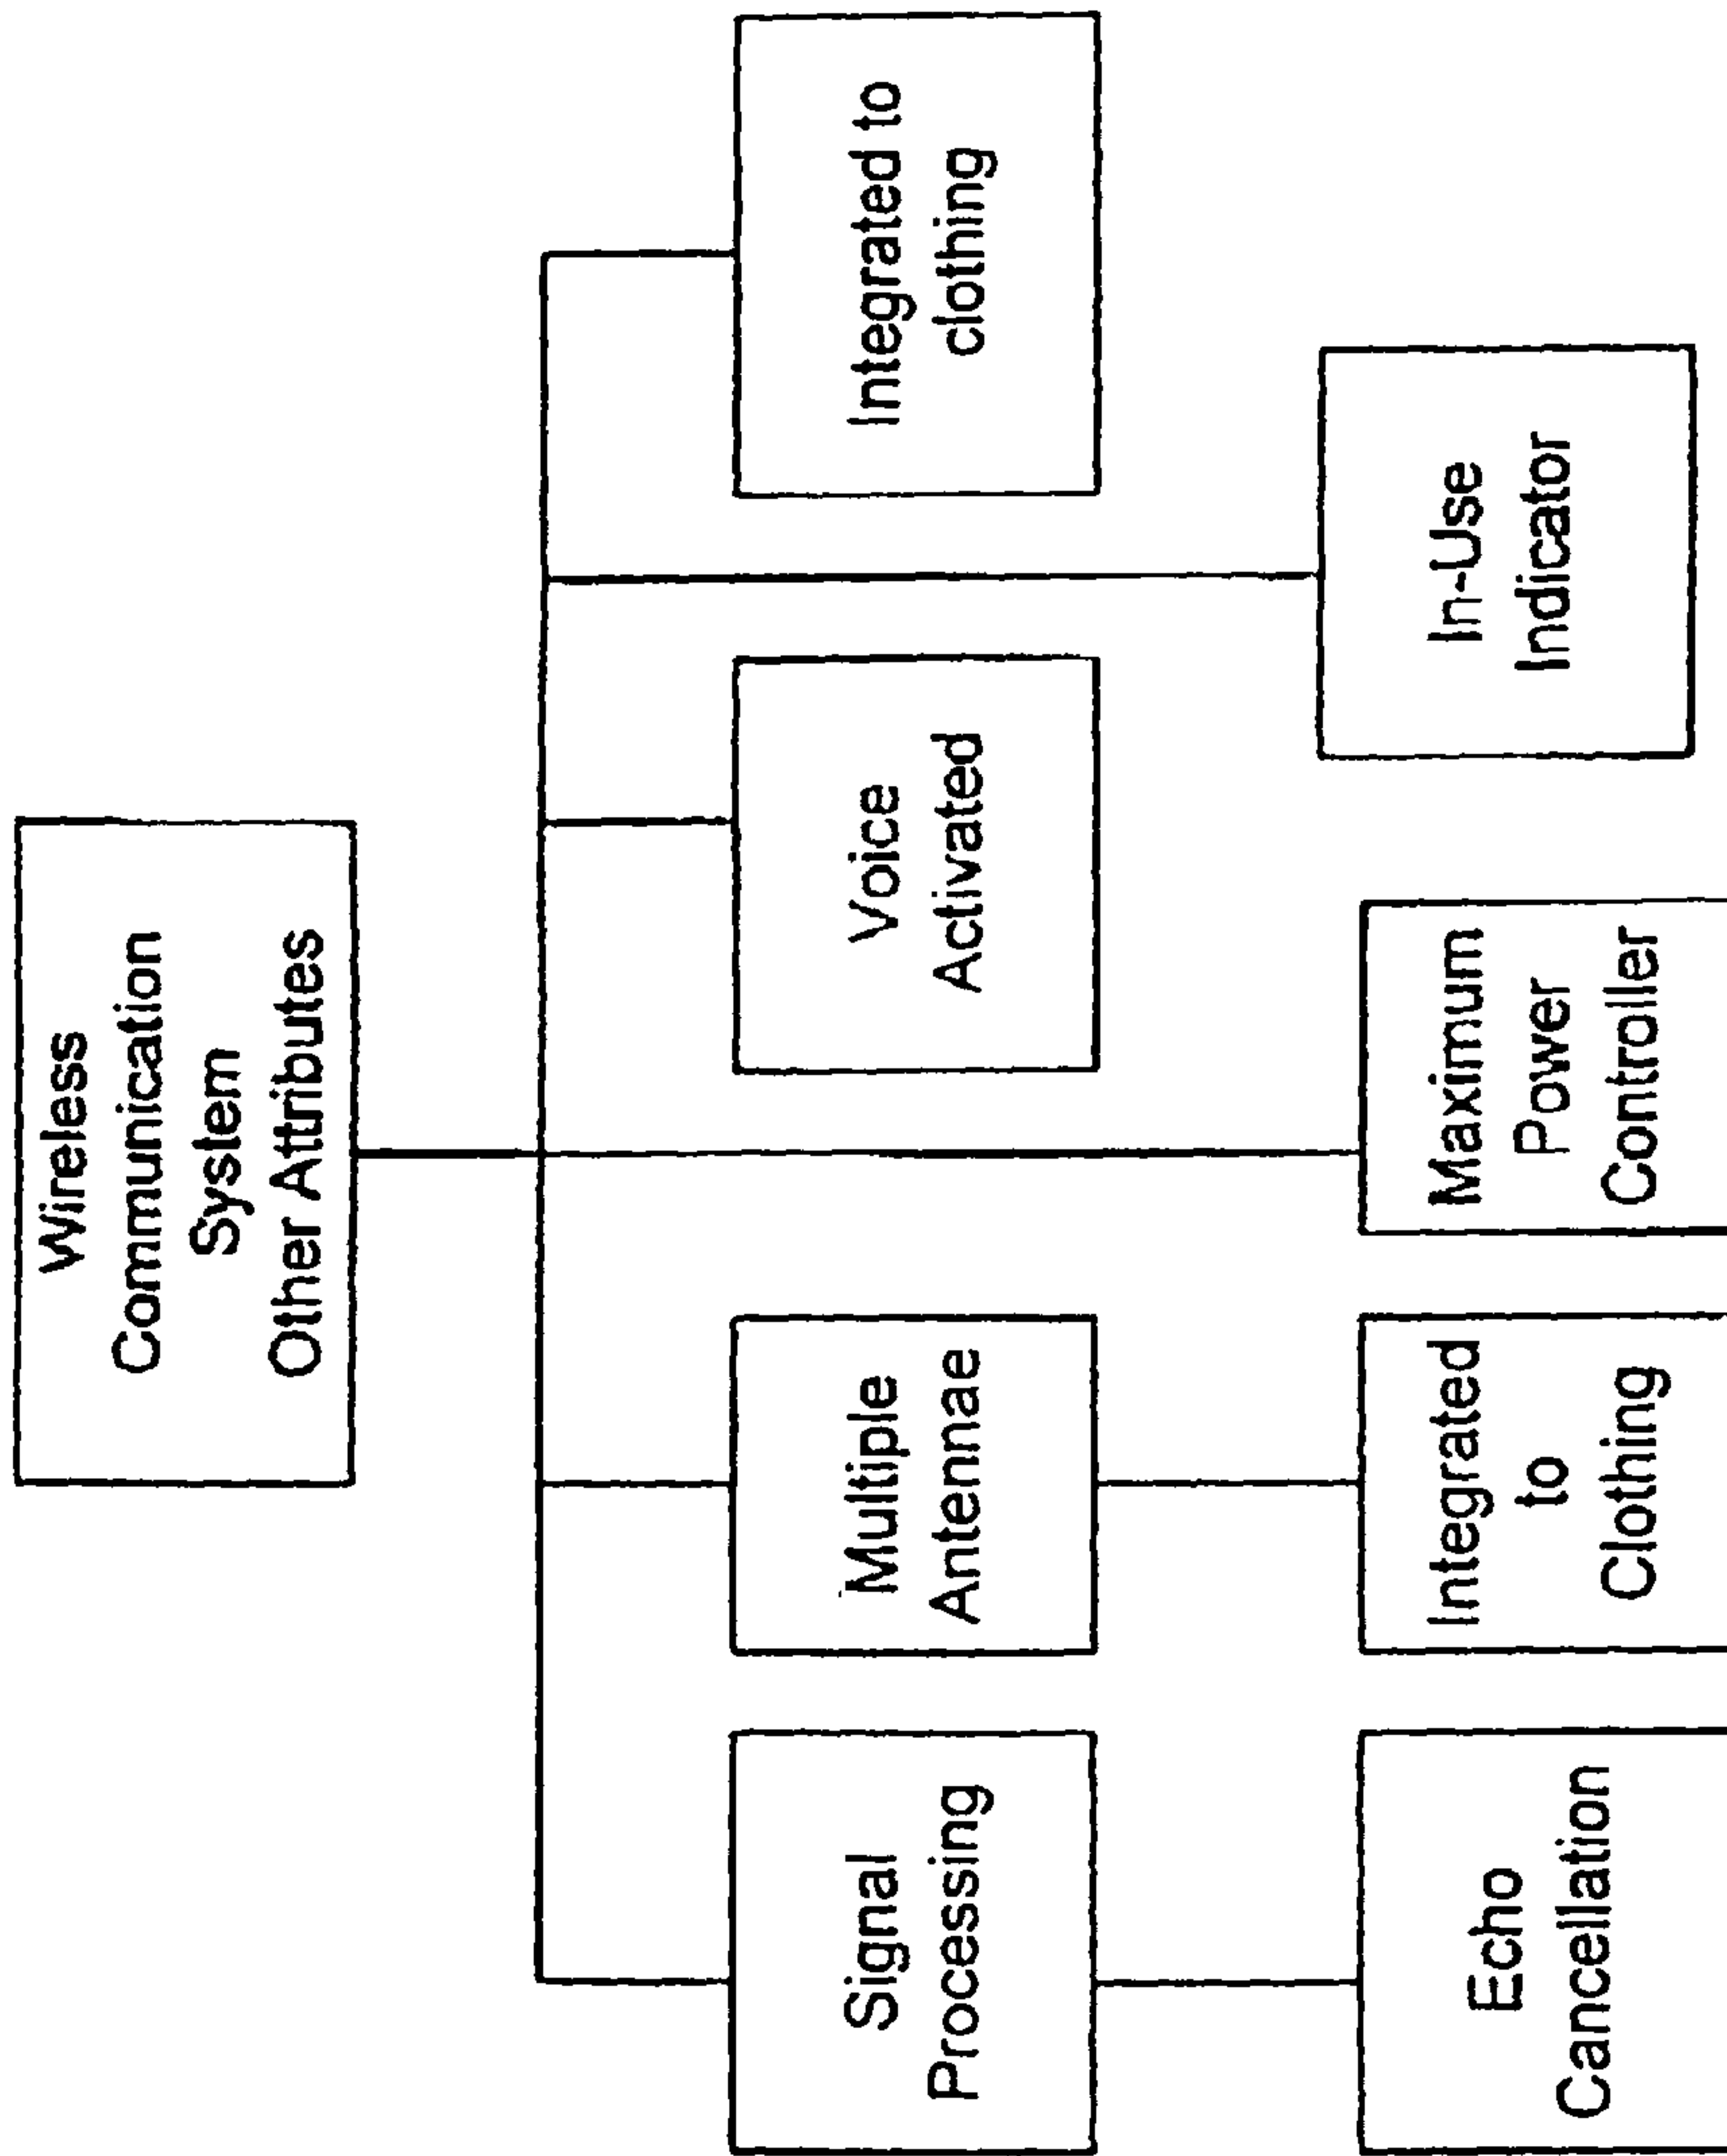 Wireless
Communication
System
Other Attributes
Signal
Processing
Multiple
Antennae
Voice
Activated
Integrated to
clothing
Echo
Cancellation
Integrated
to
Clothing
Maximum
Power
Controller
In-Use
Indicator